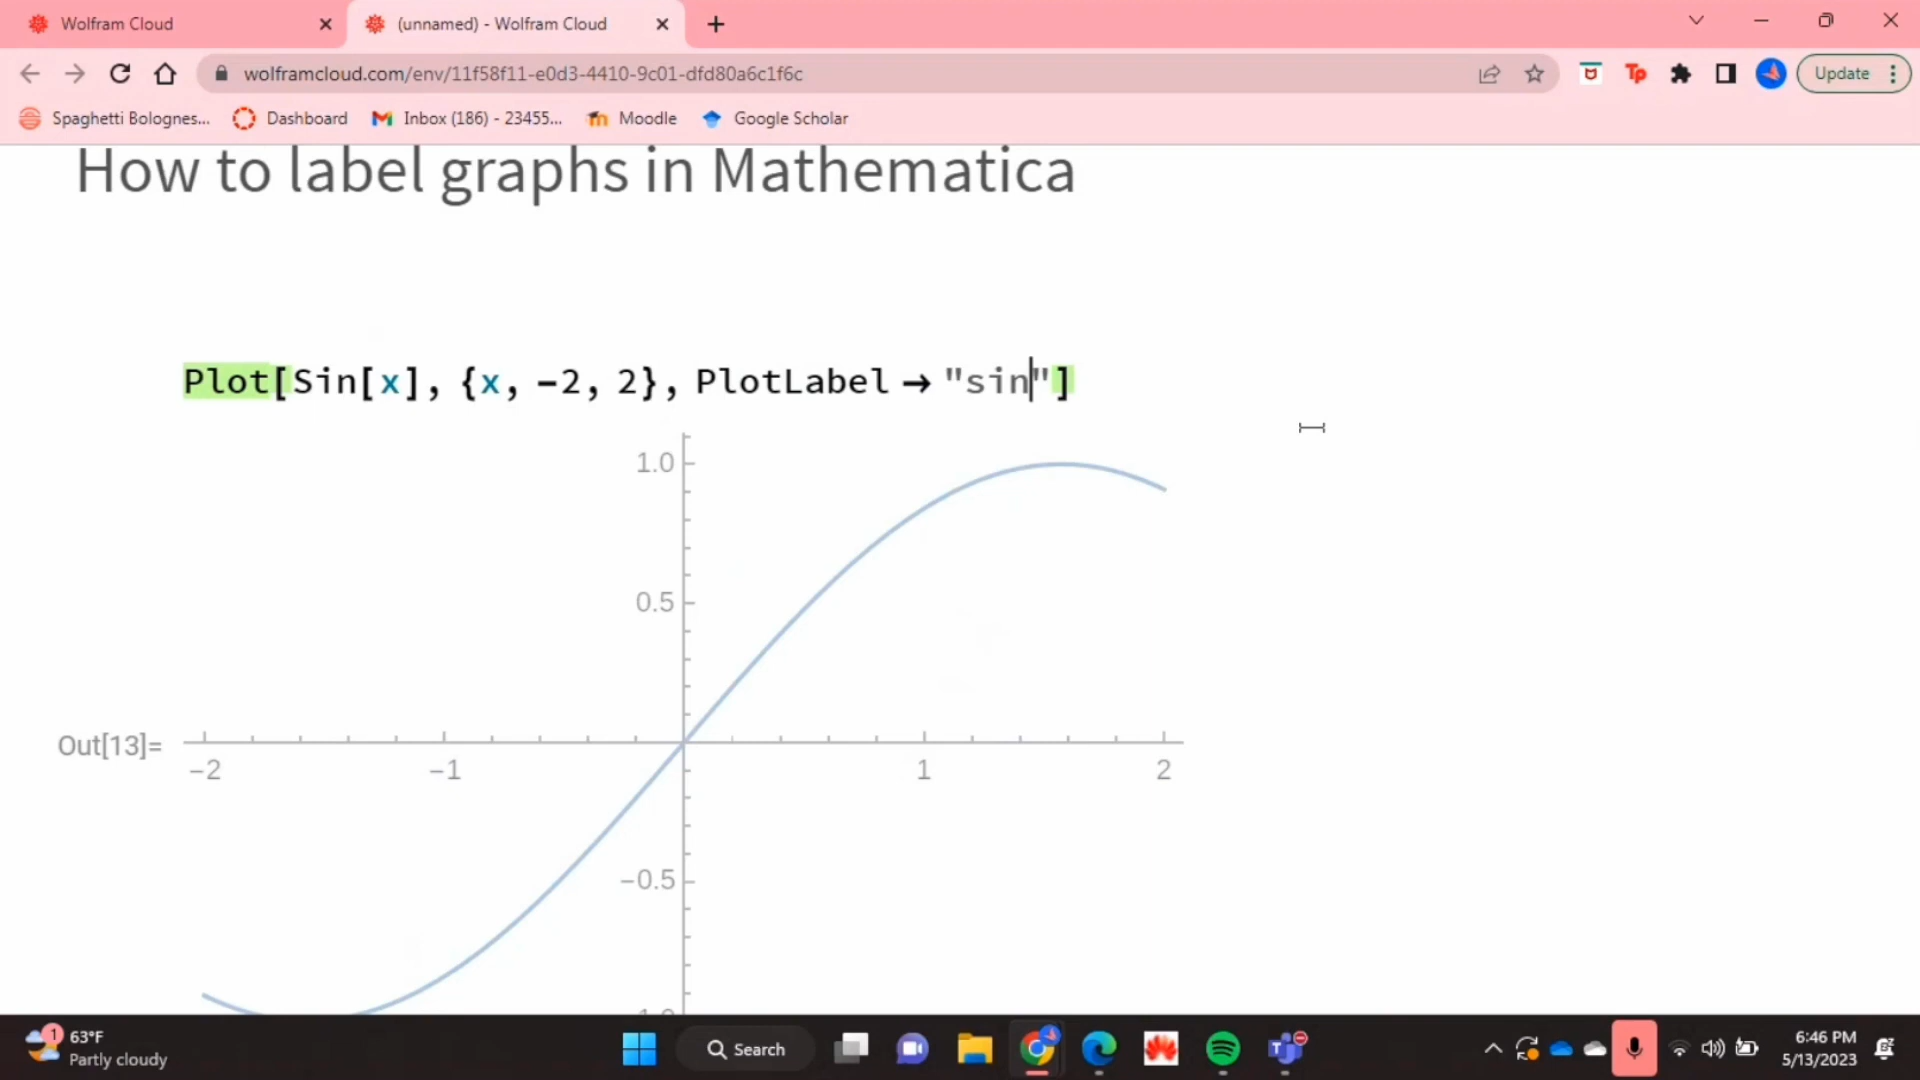 Wolfram Cloud
(unnamed) - Wolfram Cloud
wolframcloud.com/env/11f58f11-e0d3-4410-9c01-dfd80a6c1f6c
Update
Spaghetti Bolognes...
Dashboard
Inbox (186) - 23455...
Moodle
Google Scholar
How to label graphs in Mathematica
Plot[Sin[x], {x, -2, 2}, PlotLabel → "sin"]
1.0
0.5
Out[13]=
-2
-1
1
2
-0.5
1
63°F
Partly cloudy
Search
6:46 PM
5/13/2023